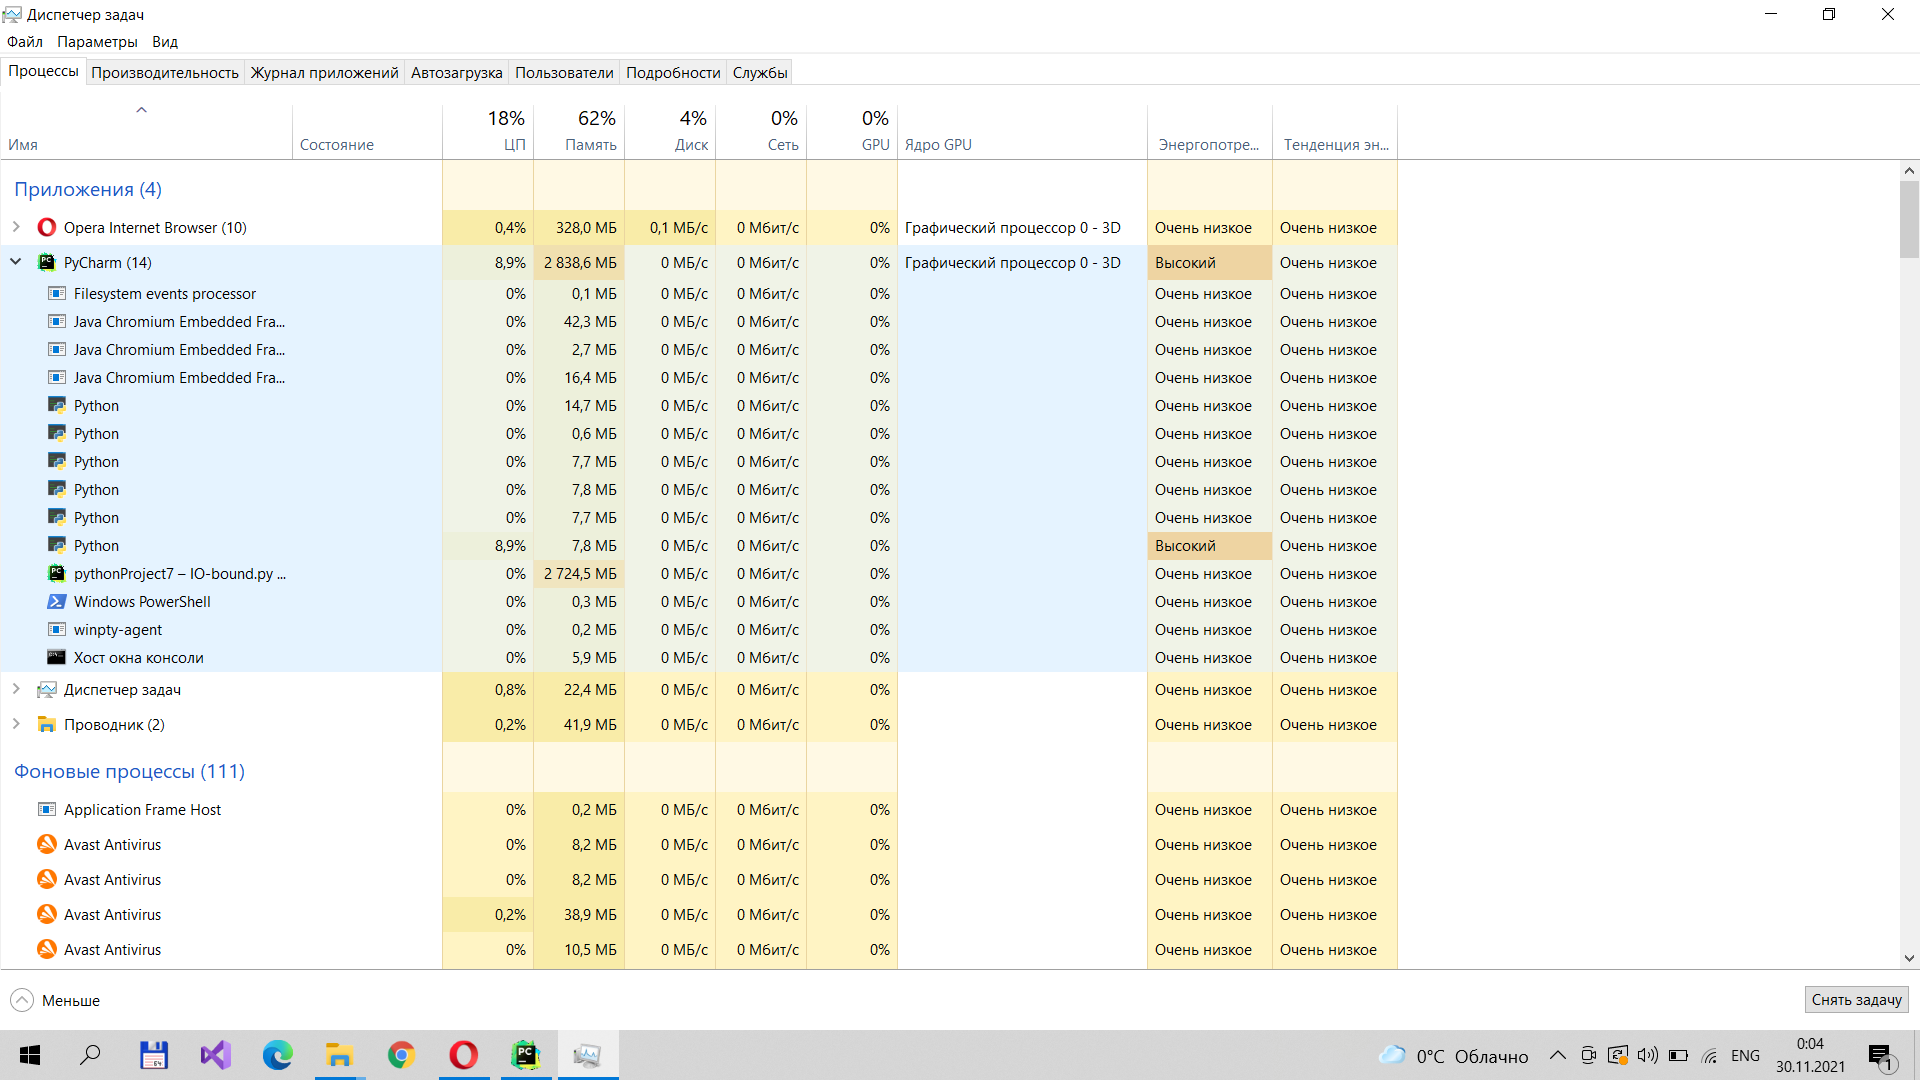 Диспетчер задач
Файл Параметры Вид
Процессы Производительность Журнал приложений Автозагрузка Пользователи Подробности Службы
18% 62% 4% 0% 0%
Имя Состояние ЦП Память Диск Сеть GPU Ядро GPU Энергопотре... Тенденция эн...
Приложения (4)
Opera Internet Browser (10) 0,4% 328,0 МБ 0,1 МБ/с 0 Мбит/с 0% Графический процессор 0 - 3D Очень низкое Очень низкое
PyCharm (14) 8,9% 2 838,6 МБ 0 МБ/с 0 Мбит/с 0% Графический процессор 0 - 3D Высокий Очень низкое
Filesystem events processor 0% 0,1 МБ 0 МБ/с 0 Мбит/с 0% Очень низкое Очень низкое
Java Chromium Embedded Fra... 0% 42,3 МБ 0 МБ/с 0 Мбит/с 0% Очень низкое Очень низкое
Java Chromium Embedded Fra... 0% 2,7 МБ 0 МБ/с 0 Мбит/с 0% Очень низкое Очень низкое
Java Chromium Embedded Fra... 0% 16,4 МБ 0 МБ/с 0 Мбит/с 0% Очень низкое Очень низкое
Python 0% 14,7 МБ 0 МБ/с 0 Мбит/с 0% Очень низкое Очень низкое
Python 0% 0,6 МБ 0 МБ/с 0 Мбит/с 0% Очень низкое Очень низкое
Python 0% 7,7 МБ 0 МБ/с 0 Мбит/с 0% Очень низкое Очень низкое
Python 0% 7,8 МБ 0 МБ/с 0 Мбит/с 0% Очень низкое Очень низкое
Python 0% 7,7 МБ 0 МБ/с 0 Мбит/с 0% Очень низкое Очень низкое
Python 8,9% 7,8 МБ 0 МБ/с 0 Мбит/с 0% Высокий Очень низкое
pythonProject7 – IO-bound.py ... 0% 2 724,5 МБ 0 МБ/с 0 Мбит/с 0% Очень низкое Очень низкое
Windows PowerShell 0% 0,3 МБ 0 МБ/с 0 Мбит/с 0% Очень низкое Очень низкое
winpty-agent 0% 0,2 МБ 0 МБ/с 0 Мбит/с 0% Очень низкое Очень низкое
Хост окна консоли 0% 5,9 МБ 0 МБ/с 0 Мбит/с 0% Очень низкое Очень низкое
Диспетчер задач 0,8% 22,4 МБ 0 МБ/с 0 Мбит/с 0% Очень низкое Очень низкое
Проводник (2) 0,2% 41,9 МБ 0 МБ/с 0 Мбит/с 0% Очень низкое Очень низкое
Фоновые процессы (111)
Application Frame Host 0% 0,2 МБ 0 МБ/с 0 Мбит/с 0% Очень низкое Очень низкое
Avast Antivirus 0% 8,2 МБ 0 МБ/с 0 Мбит/с 0% Очень низкое Очень низкое
Avast Antivirus 0% 8,2 МБ 0 МБ/с 0 Мбит/с 0% Очень низкое Очень низкое
Avast Antivirus 0,2% 38,9 МБ 0 МБ/с 0 Мбит/с 0% Очень низкое Очень низкое
Avast Antivirus 0% 10,5 МБ 0 МБ/с 0 Мбит/с 0% Очень низкое Очень низкое
Меньше Снять задачу
0°C Облачно ENG 0:04
30.11.2021 1